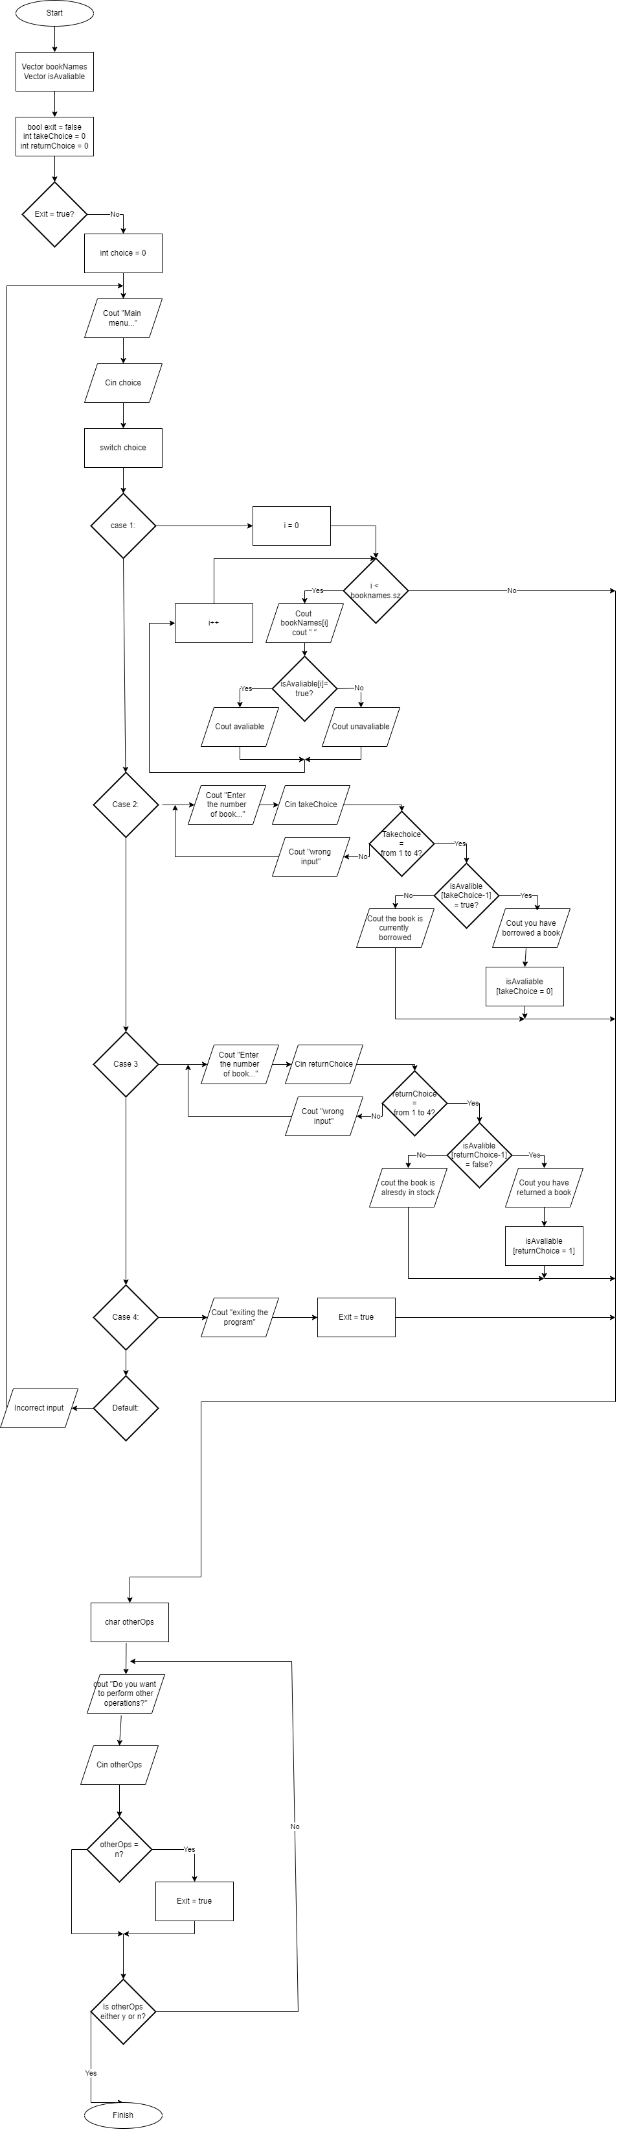 Start
Vector bookNames
Vector isAvaliable
bool exit = false
int takeChoice = 0
int returnChoice = 0
Exit = true?
No
int choice = 0
Cout "Main
menu..."
Cin choice
switch choice
case 1:
i = 0
i <
booknames.sz
Yes
No
Cout
bookNames[i]
cout " "
i++
isAvaliable[i]=
true?
Yes
No
Cout avaliable
Cout unavaliable
Case 2:
Cout "Enter
the number
of book..."
Cin takeChoice
Takechoice
=
from 1 to 4?
Yes
No
Cout "wrong
input"
isAvalible
[takeChoice-1]
= true?
No
Yes
Cout the book is
currently
borrowed
Cout you have
borrowed a book
isAvaliable
[takeChoice = 0]
Case 3
Cout "Enter
the number
of book..."
Cin returnChoice
returnChoice
=
from 1 to 4?
Yes
No
Cout "wrong
input"
isAvalible
[returnChoice-1]
= false?
No
Yes
cout the book is
already in stock
Cout you have
returned a book
isAvaliable
[returnChoice = 1]
Case 4:
Cout "exiting the
program"
Exit = true
Default:
Incorrect input
char otherOps
cout "Do you want
to perform other
operations?"
Cin otherOps
No
otherOps =
n?
Yes
Exit = true
Is otherOps
either y or n?
Yes
Finish